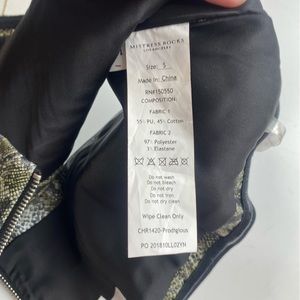 MISTRESS ROCKS
Size: S
Made in: China
RN#150550
COMPOSITION:
FABRIC 1
55% PU, 45% Cotton
FABRIC 2
97% Polyester
3% Elastane
Do not wash
Do not bleach
Do not dry
Do not iron
Do not dry clean
Wipe Clean Only
CHR1420-Prodigious
PO 201810LL02YN